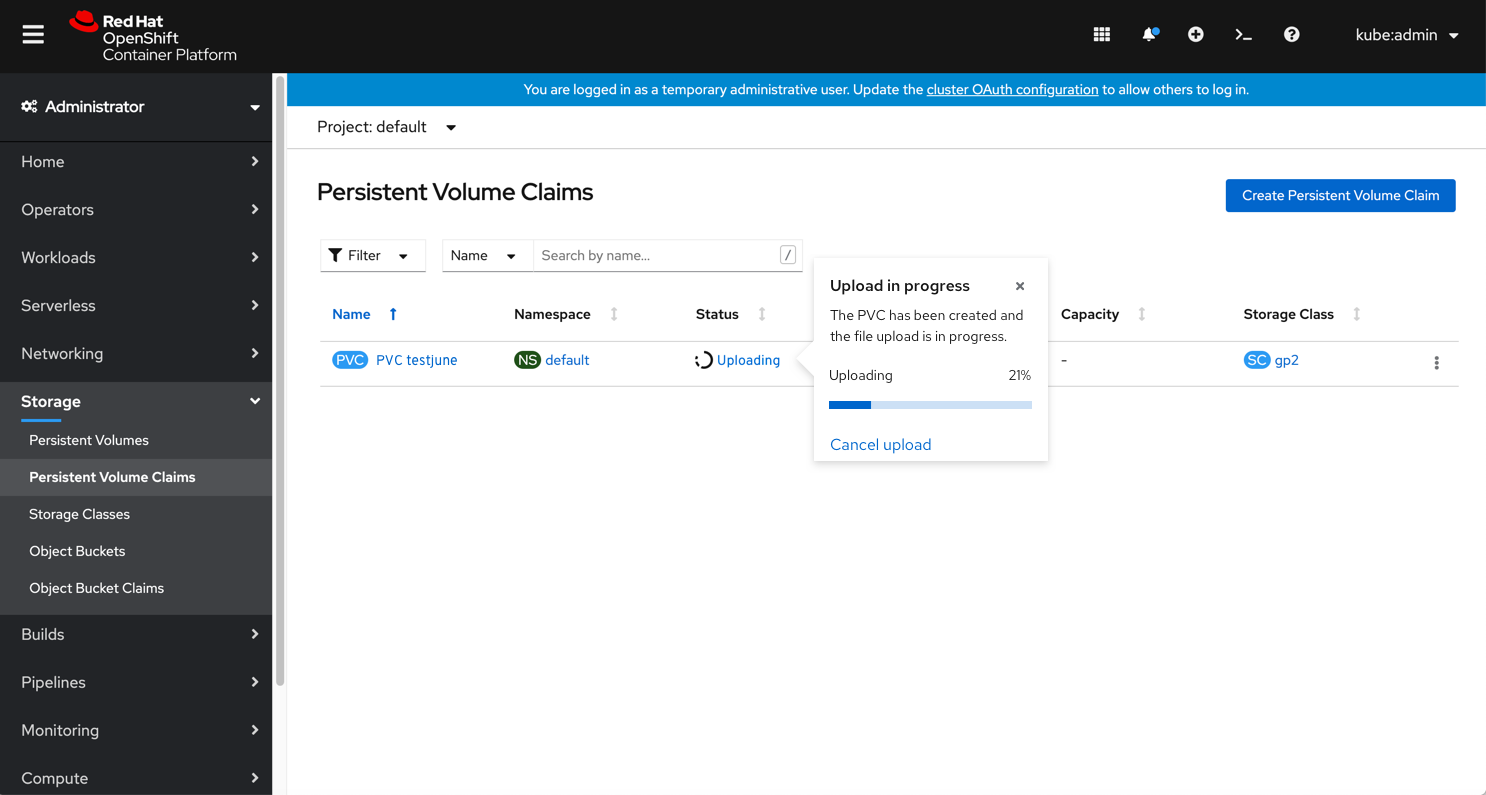 Red Hat
OpenShift
Container Platform
kube:admin
Administrator
Home
Operators
Workloads
Serverless
Networking
Storage
Persistent Volumes
Persistent Volume Claims
Storage Classes
Object Buckets
Object Bucket Claims
Builds
Pipelines
Monitoring
Compute
You are logged in as a temporary administrative user. Update the cluster OAuth configuration to allow others to log in.
Project: default
Persistent Volume Claims
Create Persistent Volume Claim
Filter
Name
Search by name...
/
Name
Namespace
Status
Capacity
Storage Class
PVC PVC testjune
NS default
Uploading
-
SC gp2
Upload in progress
The PVC has been created and
the file upload is in progress.
Uploading 21%
Cancel upload